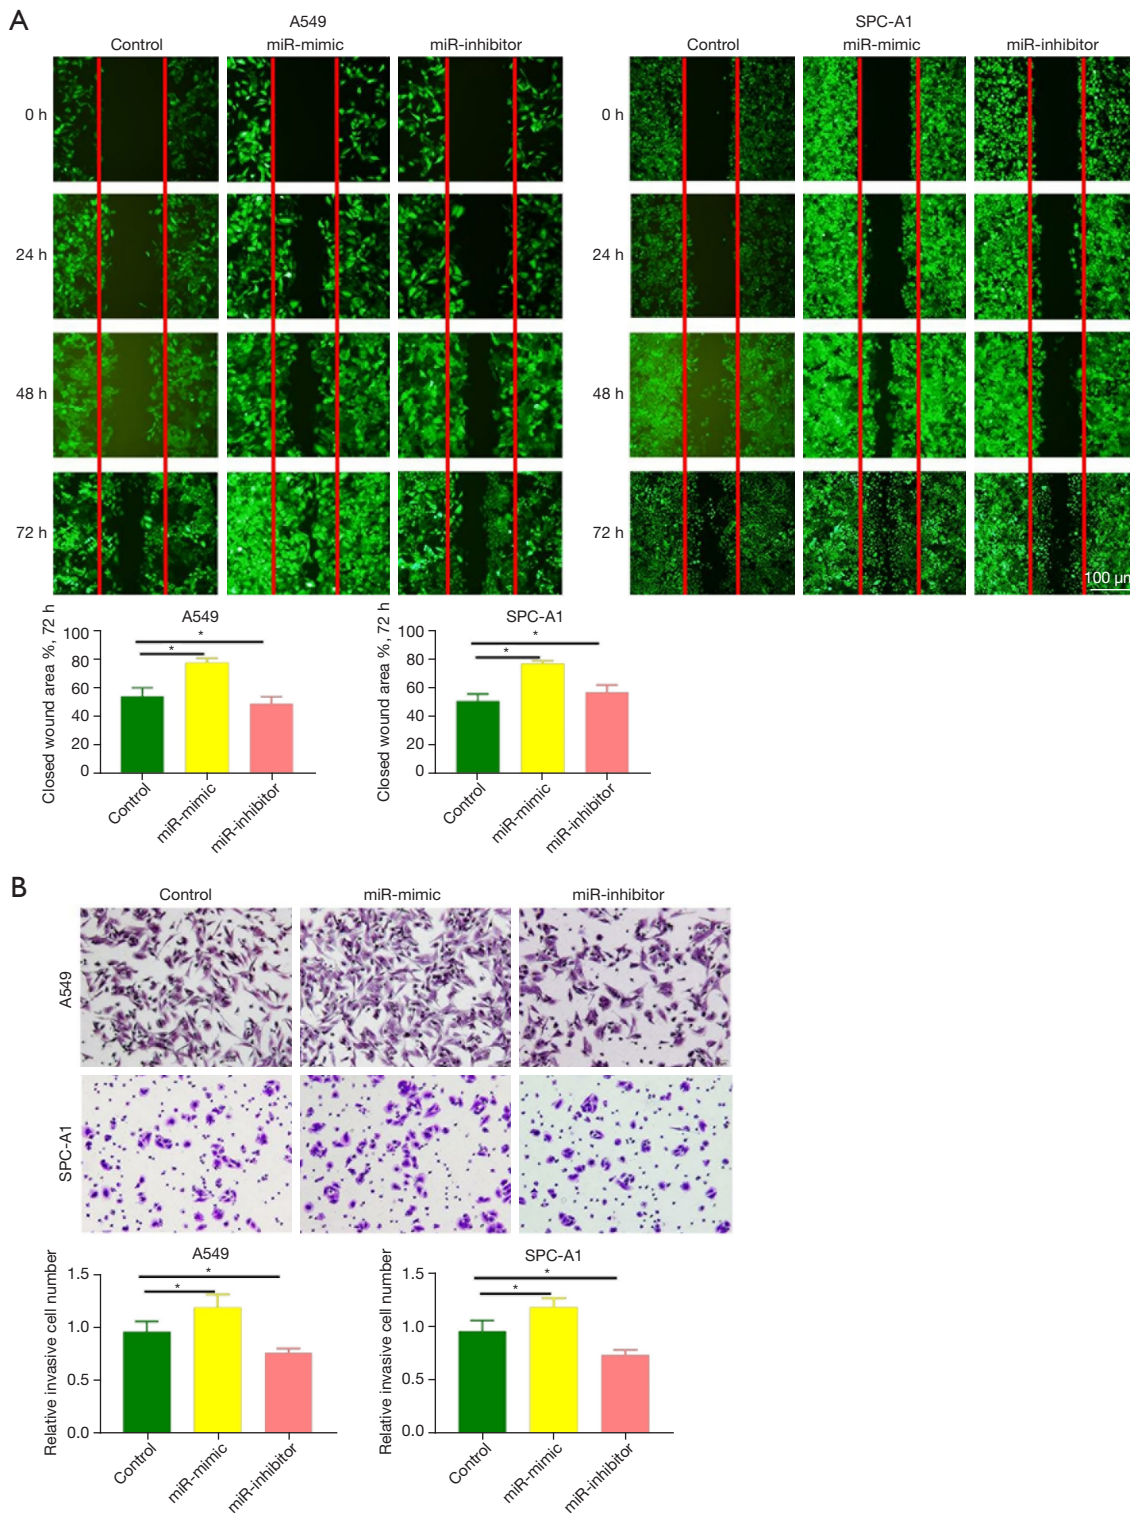 A
A549
SPC-A1
Control
miR-mimic
miR-inhibitor
Control
miR-mimic
miR-inhibitor
0 h
0 h
24 h
24 h
48 h
48 h
72 h
72 h
100 µm
A549
Closed wound area %, 72 h
100
80
60
40
20
0
*
*
Control
miR-mimic
miR-inhibitor
SPC-A1
Closed wound area %, 72 h
100
80
60
40
20
0
*
*
Control
miR-mimic
miR-inhibitor
B
Control
miR-mimic
miR-inhibitor
A549
SPC-A1
A549
Relative invasive cell number
1.5
1.0
0.5
0.0
*
*
Control
miR-mimic
miR-inhibitor
SPC-A1
Relative invasive cell number
1.5
1.0
0.5
0.0
*
*
Control
miR-mimic
miR-inhibitor